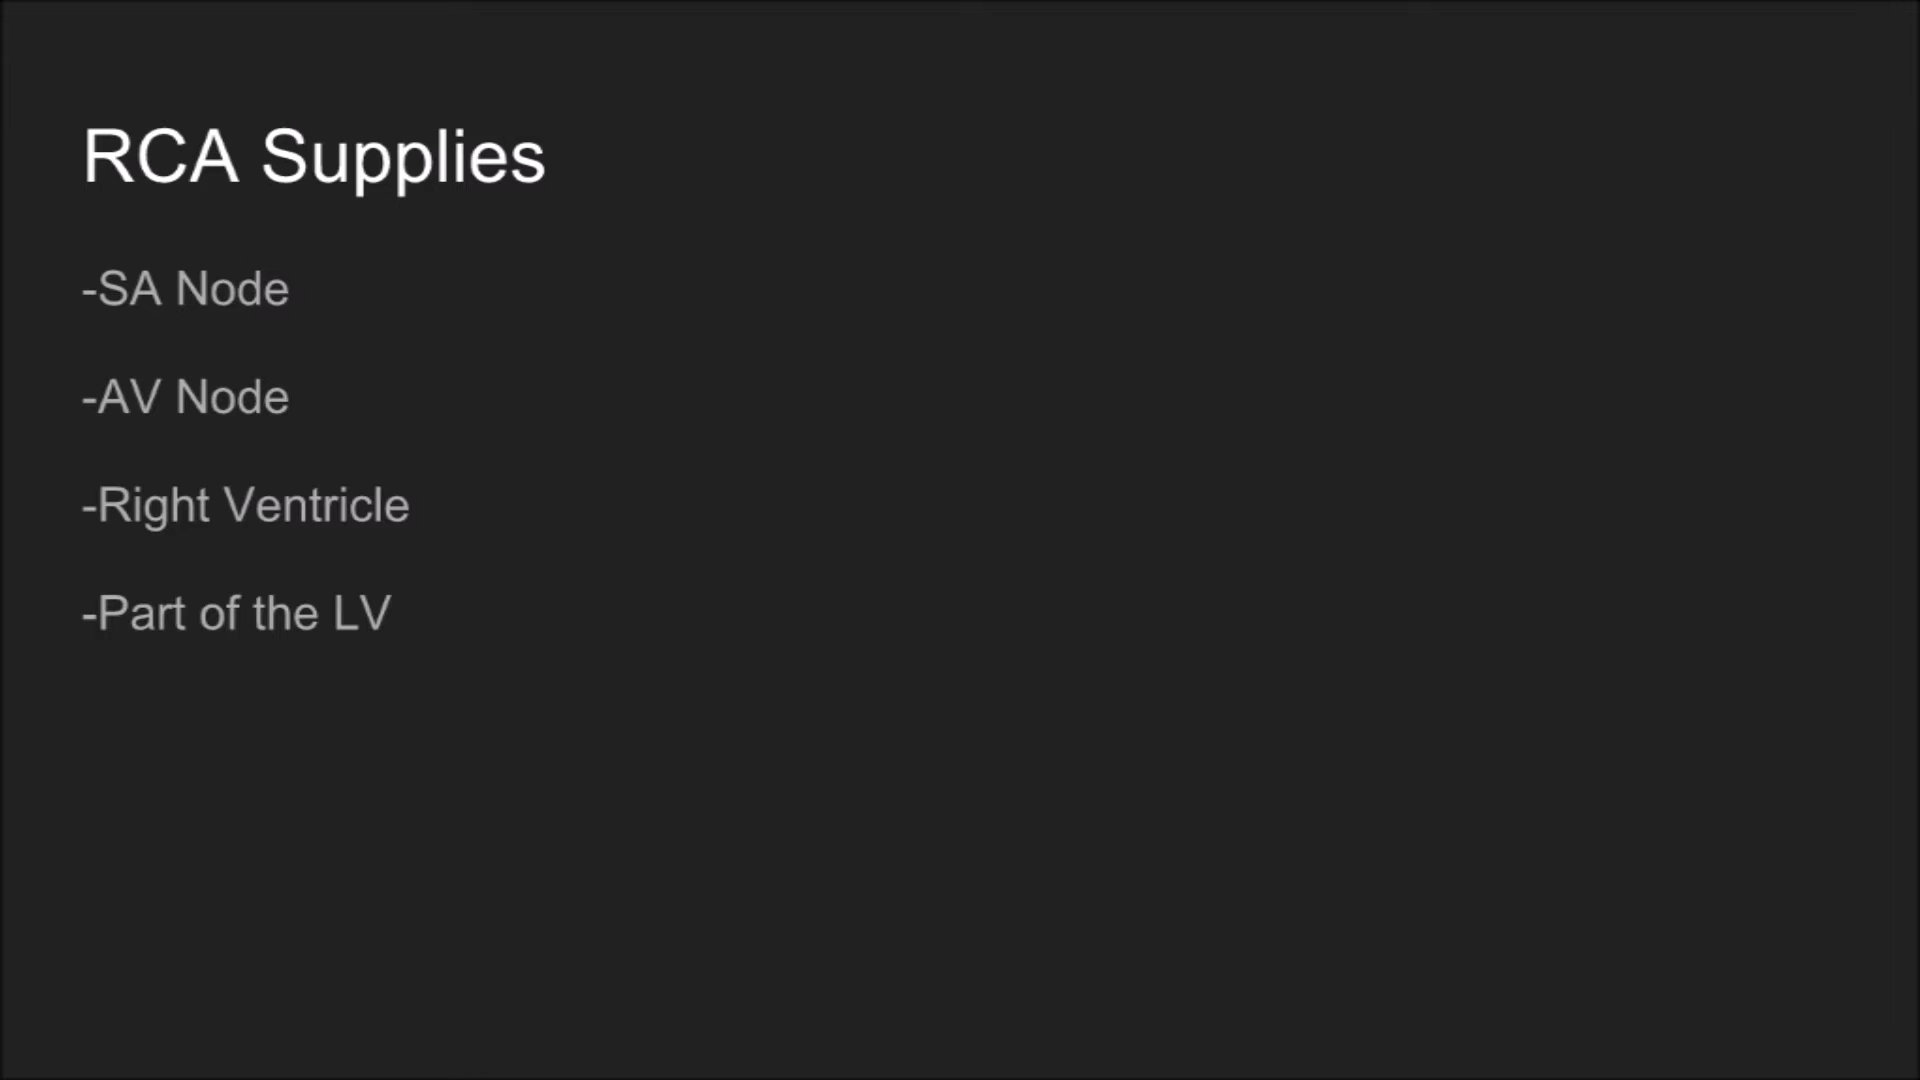 RCA Supplies
-SA Node
-AV Node
-Right Ventricle
-Part of the LV